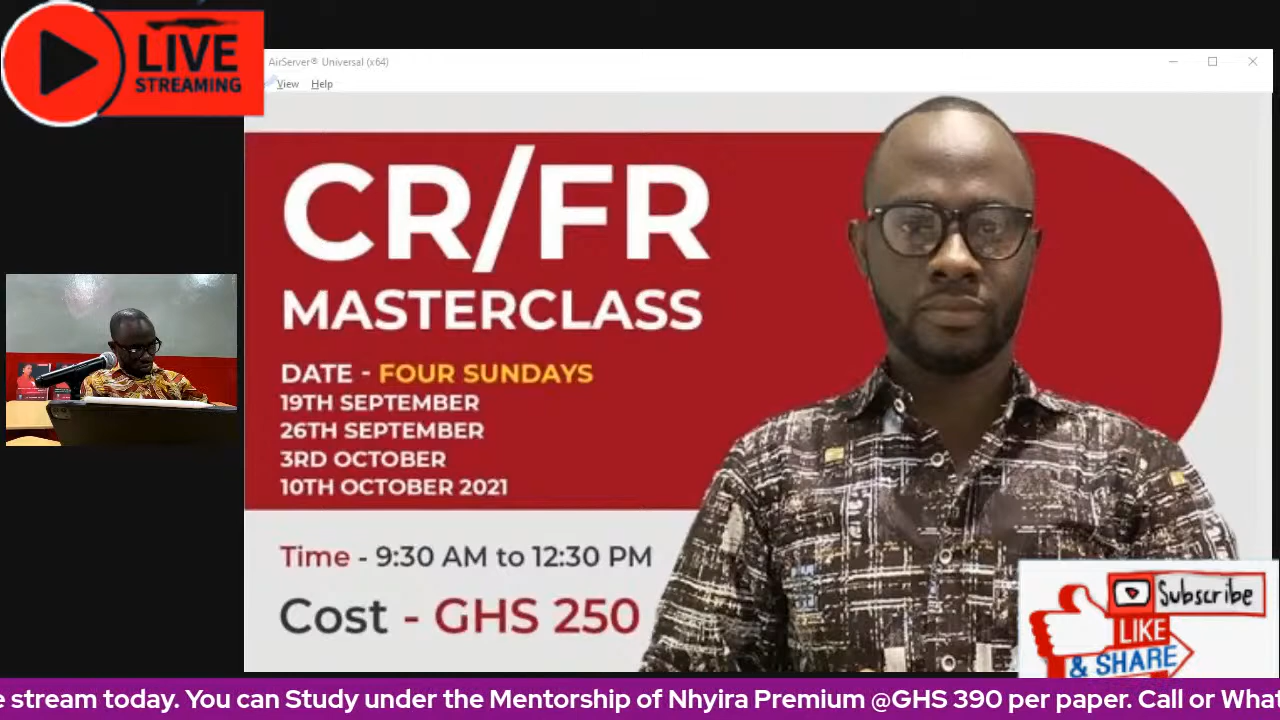 LIVE
STREAMING
AirServer® Universal (x64)
View Help
CR/FR
MASTERCLASS
DATE - FOUR SUNDAYS
19TH SEPTEMBER
26TH SEPTEMBER
3RD OCTOBER
10TH OCTOBER 2021
Time - 9:30 AM to 12:30 PM
Cost - GHS 250
Subscribe
LIKE
& SHARE
e stream today. You can Study under the Mentorship of Nhyira Premium @GHS 390 per paper. Call or What